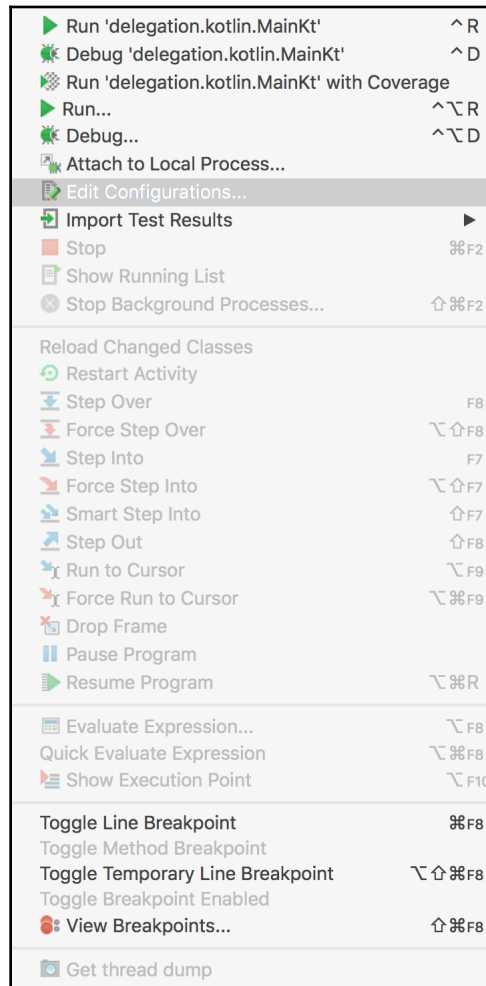 Run 'delegation.kotlin.MainKt' ^R
Debug 'delegation.kotlin.MainKt' ^D
Run 'delegation.kotlin.MainKt' with Coverage
Run... ^⌥R
Debug... ^⌥D
Attach to Local Process...
Edit Configurations...
Import Test Results ▶
Stop ⌘F2
Show Running List
Stop Background Processes... ⇧⌘F2
Reload Changed Classes
Restart Activity
Step Over F8
Force Step Over ⌥⇧F8
Step Into F7
Force Step Into ⌥⇧F7
Smart Step Into ⇧F7
Step Out ⇧F8
Run to Cursor ⌥F9
Force Run to Cursor ⌥⌘F9
Drop Frame
Pause Program
Resume Program ⌥⌘R
Evaluate Expression... ⌥F8
Quick Evaluate Expression ⌥⌘F8
Show Execution Point ⌥F10
Toggle Line Breakpoint ⌘F8
Toggle Method Breakpoint
Toggle Temporary Line Breakpoint ⌥⇧⌘F8
Toggle Breakpoint Enabled
View Breakpoints... ⇧⌘F8
Get thread dump